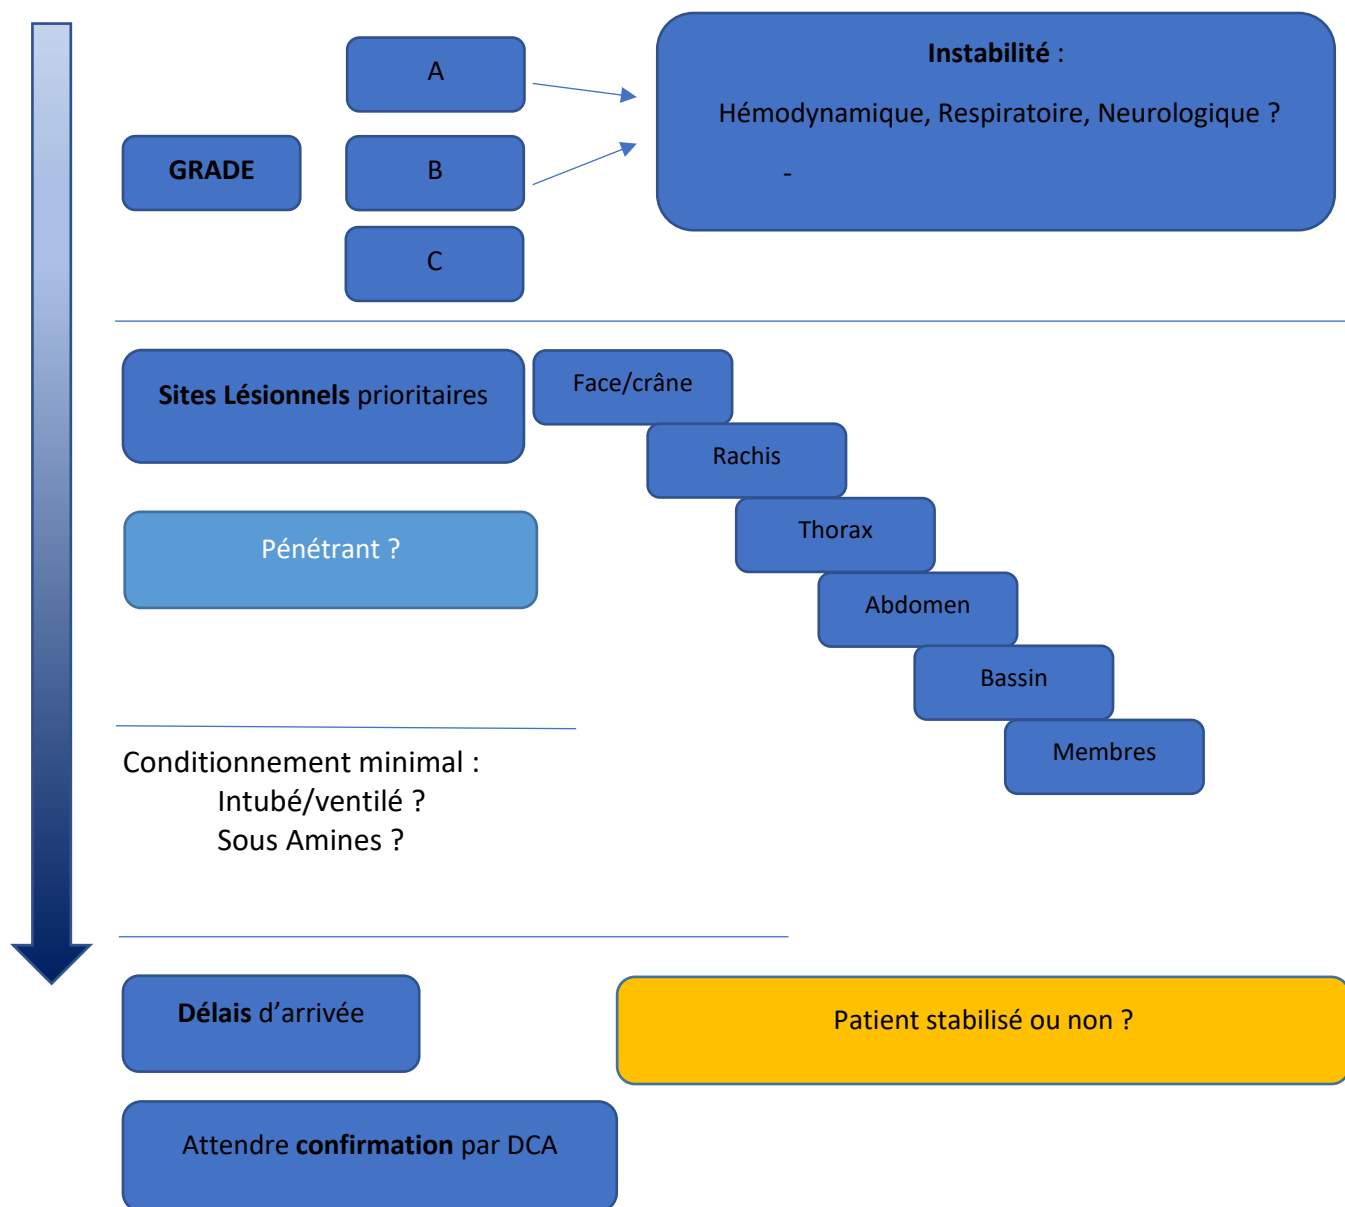 A
Instabilité :
Hémodynamique, Respiratoire, Neurologique ?
-
GRADE
B
C
Sites Lésionnels prioritaires
Face/crâne
Rachis
Thorax
Pénétrant ?
Abdomen
Bassin
Membres
Conditionnement minimal :
Intubé/ventilé ?
Sous Amines ?
Délais d’arrivée
Patient stabilisé ou non ?
Attendre confirmation par DCA